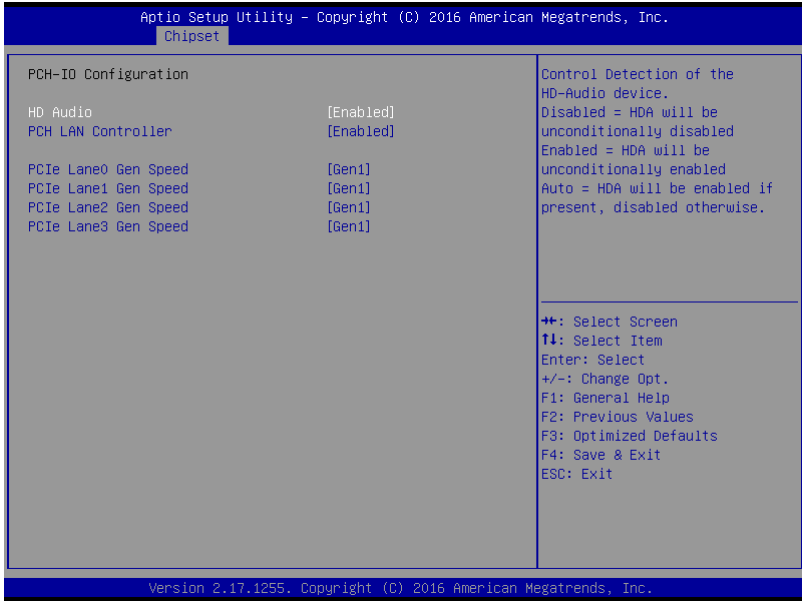 Aptio Setup Utility – Copyright (C) 2016 American Megatrends, Inc.
Chipset
PCH-IO Configuration
HD Audio [Enabled]
PCH LAN Controller [Enabled]
PCIe Lane0 Gen Speed [Gen1]
PCIe Lane1 Gen Speed [Gen1]
PCIe Lane2 Gen Speed [Gen1]
PCIe Lane3 Gen Speed [Gen1]
Control Detection of the
HD-Audio device.
Disabled = HDA will be
unconditionally disabled
Enabled = HDA will be
unconditionally enabled
Auto = HDA will be enabled if
present, disabled otherwise.
→←: Select Screen
↑↓: Select Item
Enter: Select
+/-: Change Opt.
F1: General Help
F2: Previous Values
F3: Optimized Defaults
F4: Save & Exit
ESC: Exit
Version 2.17.1255. Copyright (C) 2016 American Megatrends, Inc.